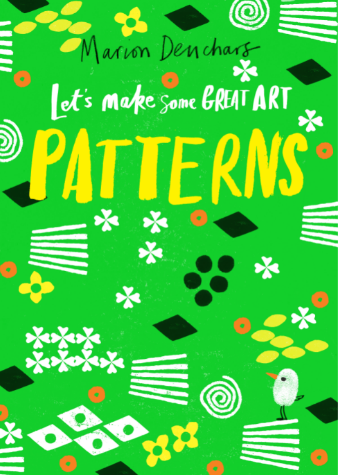 Marion Deuchars
Let's make some GREAT ART
PATTERNS